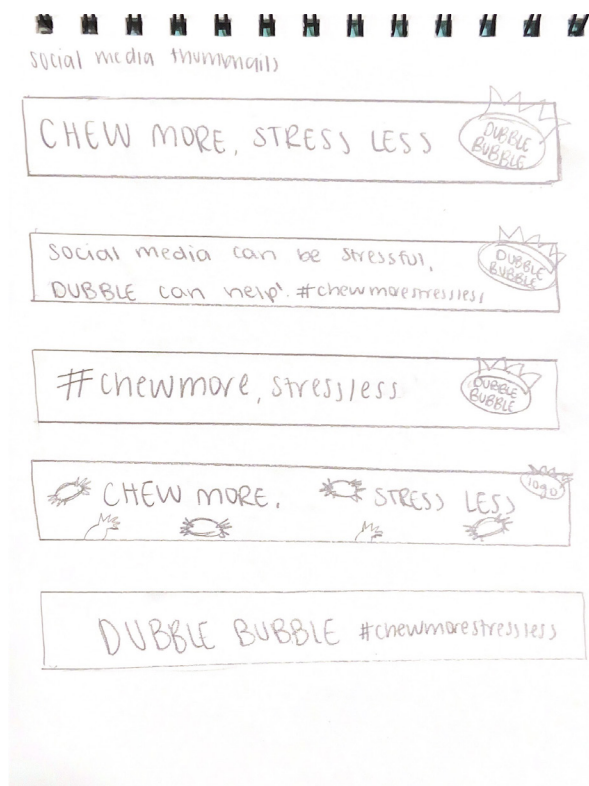 social media thumbnails
CHEW MORE, STRESS LESS
DUBBLE
BUBBLE
social media can be stressful,
DUBBLE can help! #chewmorestressless
DUBBLE
BUBBLE
#chewmore, stressless
DUBBLE
BUBBLE
CHEW MORE, STRESS LESS
logo
DUBBLE BUBBLE #chewmorestressless